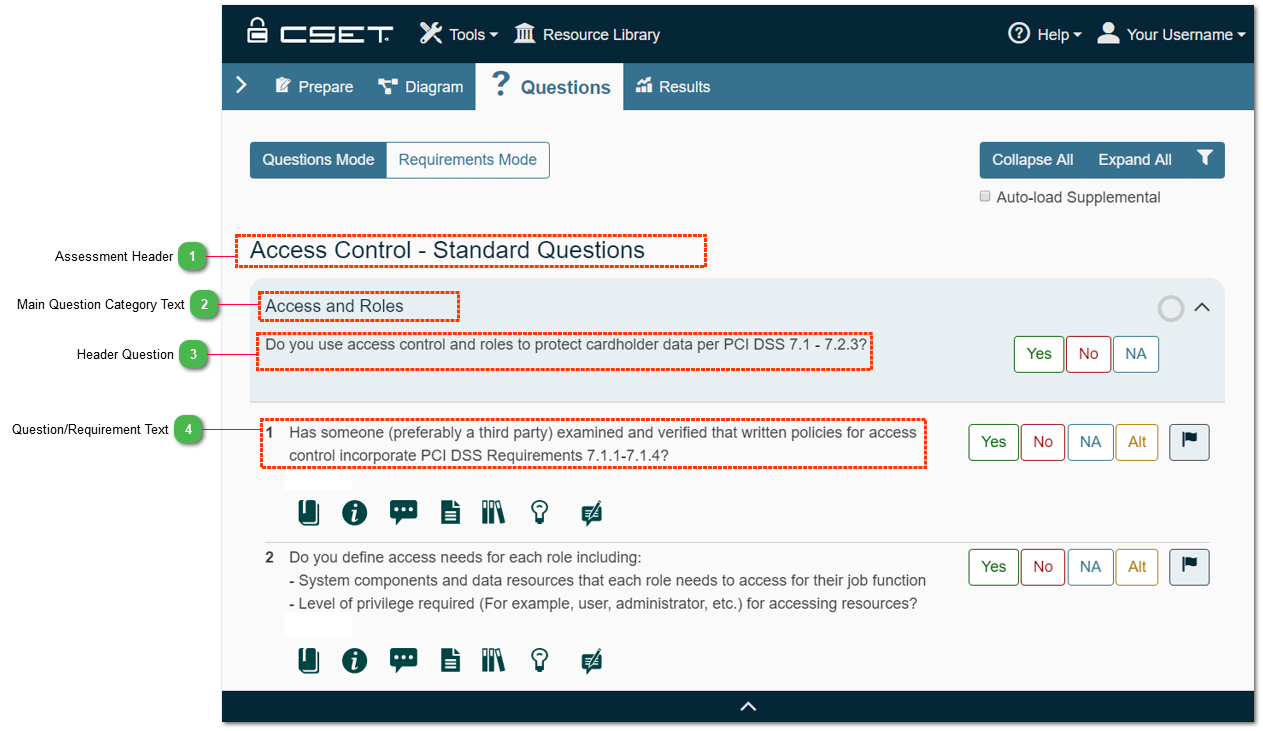 CSET
Tools
Resource Library
? Help
Your Username
Prepare
Diagram
? Questions
Results
Questions Mode
Requirements Mode
Collapse All
Expand All
Auto-load Supplemental
Assessment Header 1
Access Control - Standard Questions
Main Question Category Text 2
Access and Roles
Header Question 3
Do you use access control and roles to protect cardholder data per PCI DSS 7.1 - 7.2.3?
Yes No NA
Question/Requirement Text 4
1 Has someone (preferably a third party) examined and verified that written policies for access
control incorporate PCI DSS Requirements 7.1.1-7.1.4?
Yes No NA Alt
2 Do you define access needs for each role including:
- System components and data resources that each role needs to access for their job function
- Level of privilege required (For example, user, administrator, etc.) for accessing resources?
Yes No NA Alt